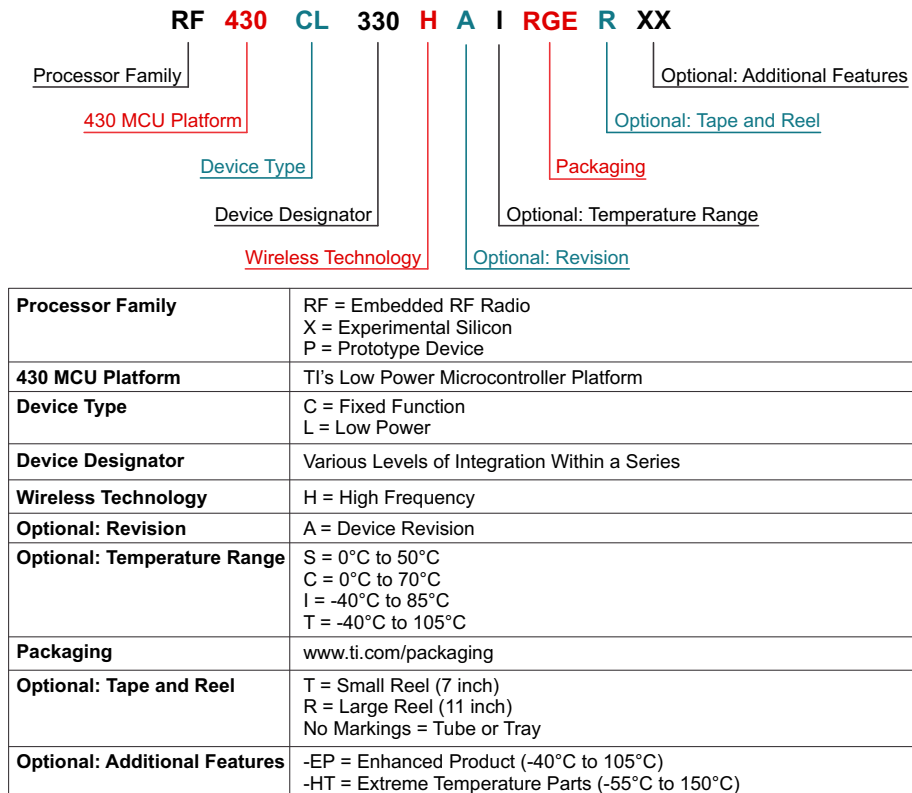 RF 430 CL 330 H A I RGE R XX
Processor Family
Optional: Additional Features
430 MCU Platform
Optional: Tape and Reel
Device Type
Packaging
Device Designator
Optional: Temperature Range
Wireless Technology
Optional: Revision
Processor Family
RF = Embedded RF Radio
X = Experimental Silicon
P = Prototype Device
430 MCU Platform
TI's Low Power Microcontroller Platform
Device Type
C = Fixed Function
L = Low Power
Device Designator
Various Levels of Integration Within a Series
Wireless Technology
H = High Frequency
Optional: Revision
A = Device Revision
Optional: Temperature Range
S = 0°C to 50°C
C = 0°C to 70°C
I = -40°C to 85°C
T = -40°C to 105°C
Packaging
www.ti.com/packaging
Optional: Tape and Reel
T = Small Reel (7 inch)
R = Large Reel (11 inch)
No Markings = Tube or Tray
Optional: Additional Features
-EP = Enhanced Product (-40°C to 105°C)
-HT = Extreme Temperature Parts (-55°C to 150°C)